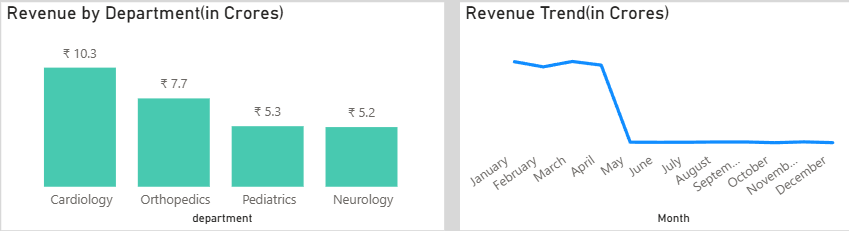 Revenue by Department(in Crores)
₹ 10.3
₹ 7.7
₹ 5.3
₹ 5.2
Cardiology
Orthopedics
Pediatrics
Neurology
department
Revenue Trend(in Crores)
January
February
March
April
May
June
July
August
Septem...
October
Novemb...
December
Month